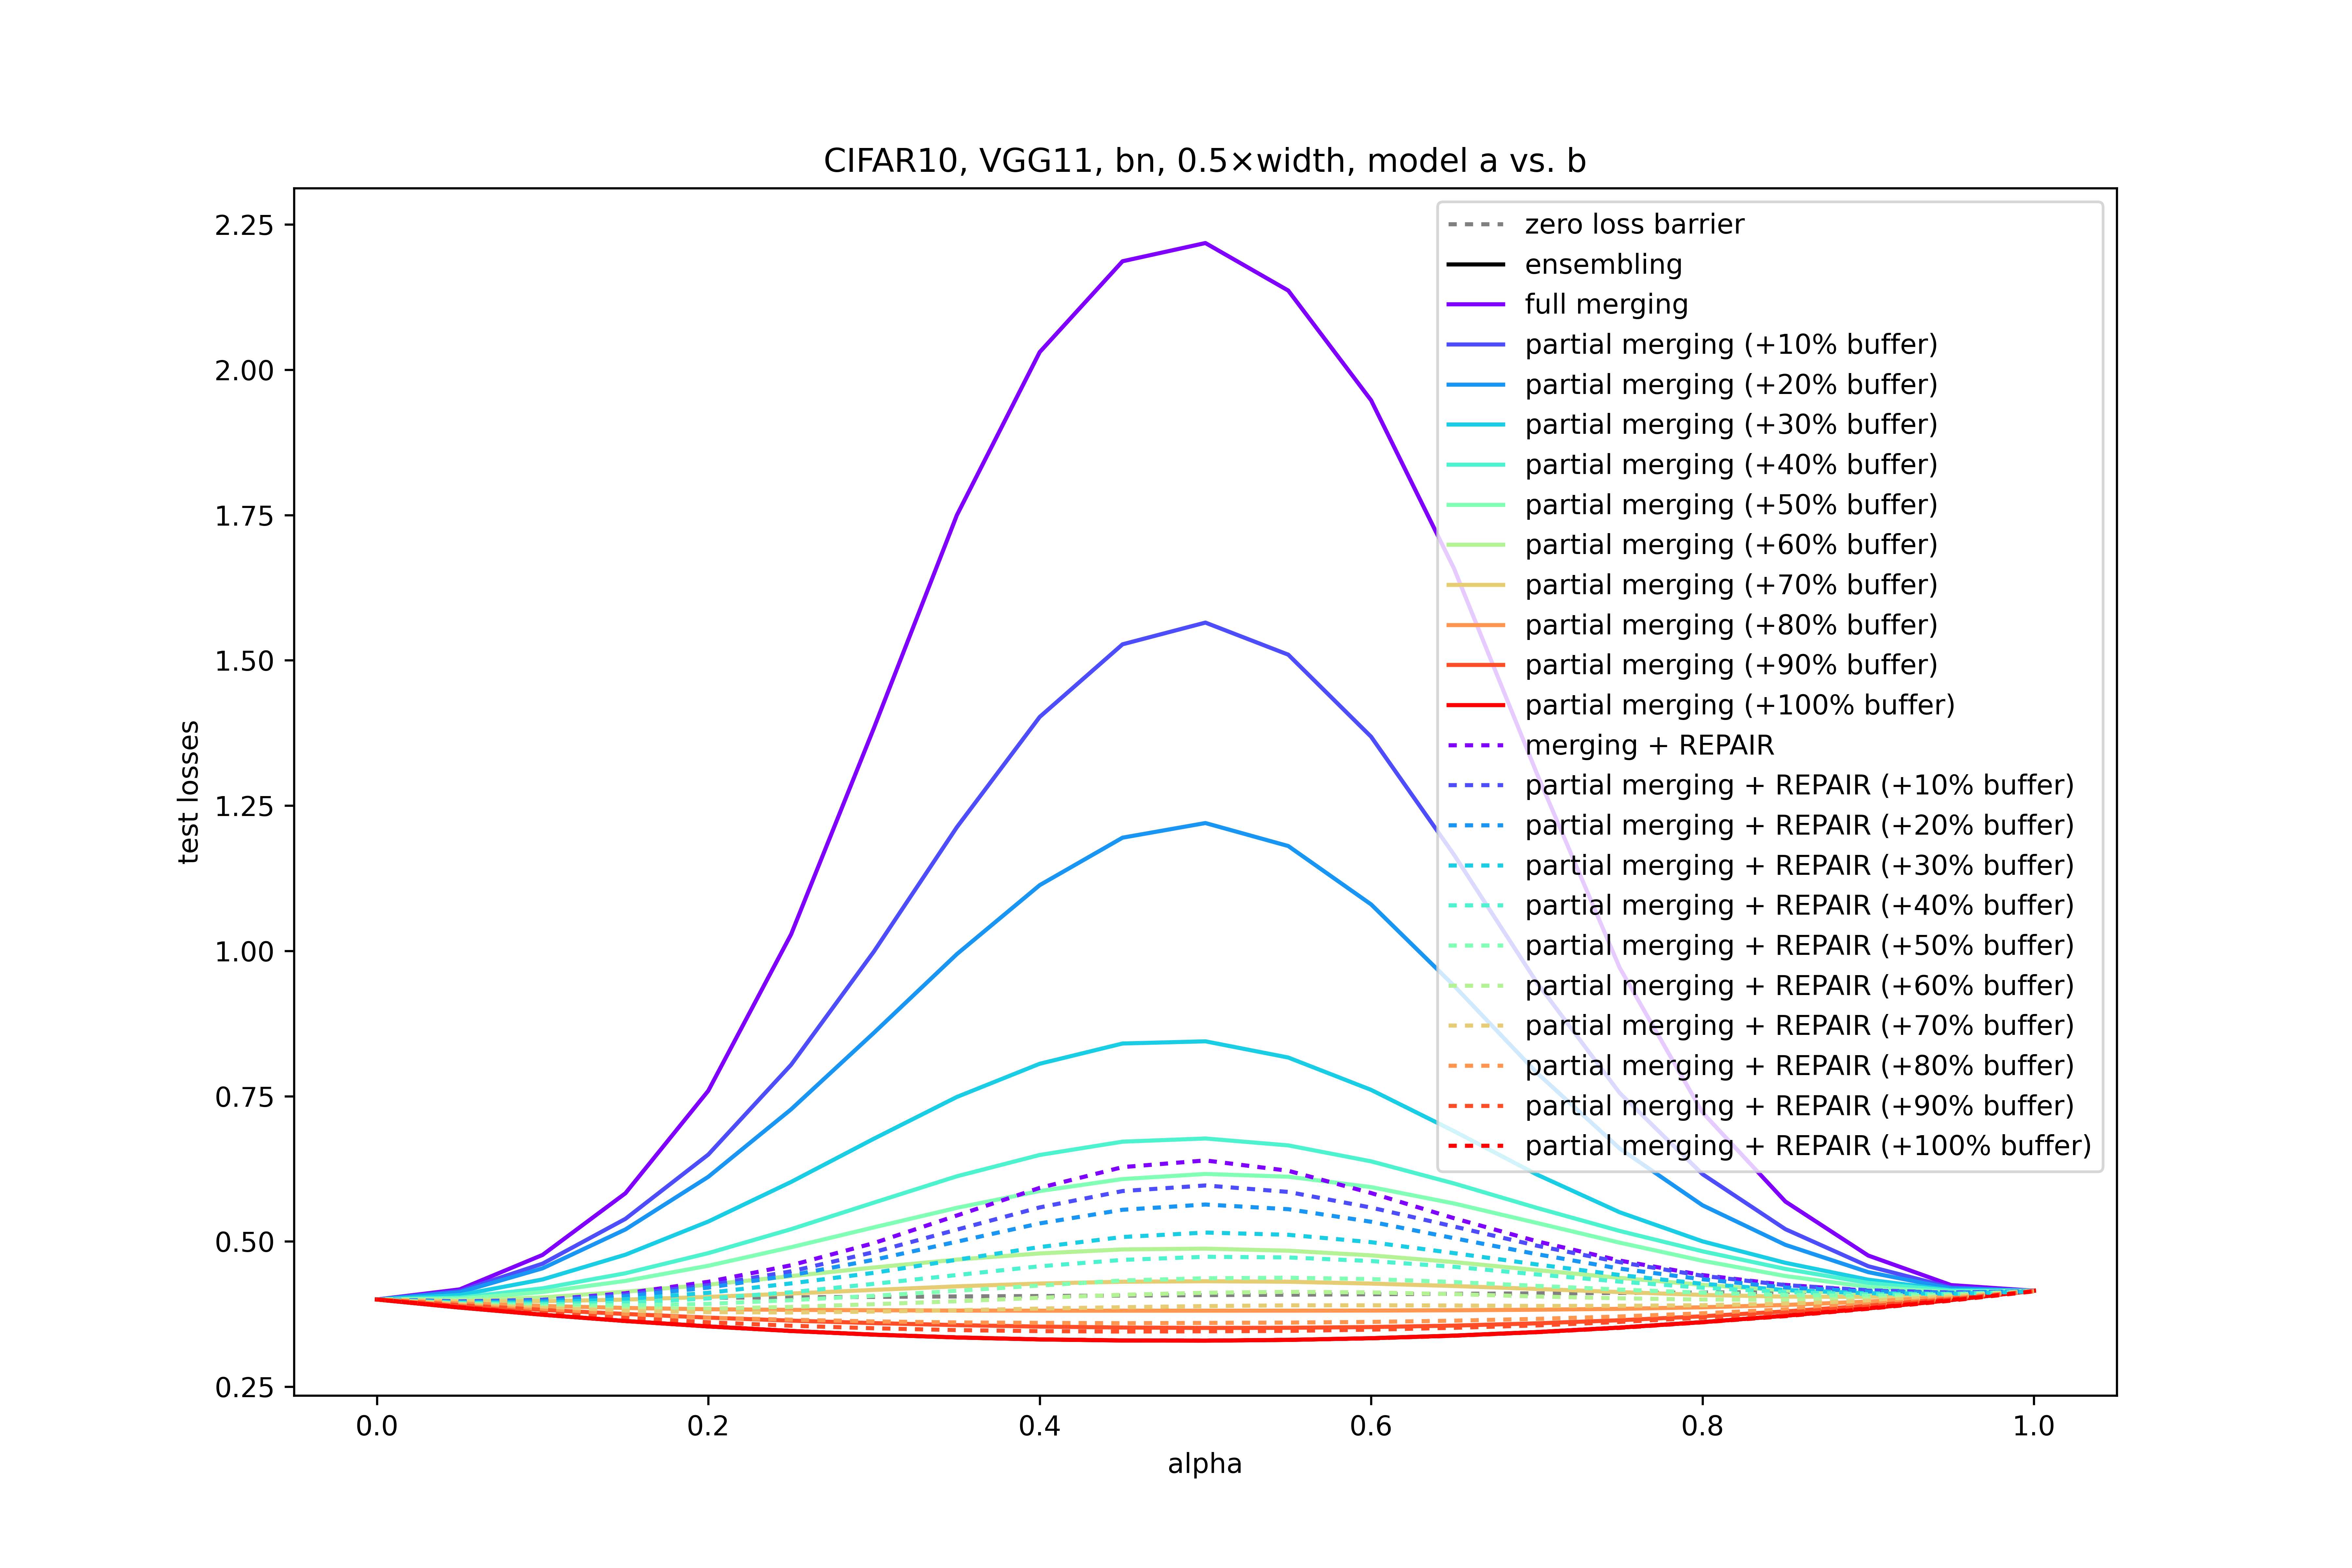 CIFAR10, VGG11, bn, 0.5×width, model a vs. b
test losses
2.25
2.00
1.75
1.50
1.25
1.00
0.75
0.50
0.25
zero loss barrier
ensembling
full merging
partial merging (+10% buffer)
partial merging (+20% buffer)
partial merging (+30% buffer)
partial merging (+40% buffer)
partial merging (+50% buffer)
partial merging (+60% buffer)
partial merging (+70% buffer)
partial merging (+80% buffer)
partial merging (+90% buffer)
partial merging (+100% buffer)
merging + REPAIR
partial merging + REPAIR (+10% buffer)
partial merging + REPAIR (+20% buffer)
partial merging + REPAIR (+30% buffer)
partial merging + REPAIR (+40% buffer)
partial merging + REPAIR (+50% buffer)
partial merging + REPAIR (+60% buffer)
partial merging + REPAIR (+70% buffer)
partial merging + REPAIR (+80% buffer)
partial merging + REPAIR (+90% buffer)
partial merging + REPAIR (+100% buffer)
0.0 0.2 0.4 0.6 0.8 1.0
alpha